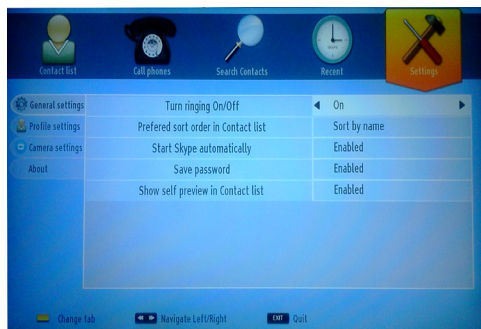 Contact list
Call phones
Search Contacts
Recent
Settings
General settings
Turn ringing On/Off
On
Profile settings
Prefered sort order in Contact list
Sort by name
Camera settings
Start Skype automatically
Enabled
About
Save password
Enabled
Show self preview in Contact list
Enabled
Change tab
Navigate Left/Right
EXIT Quit